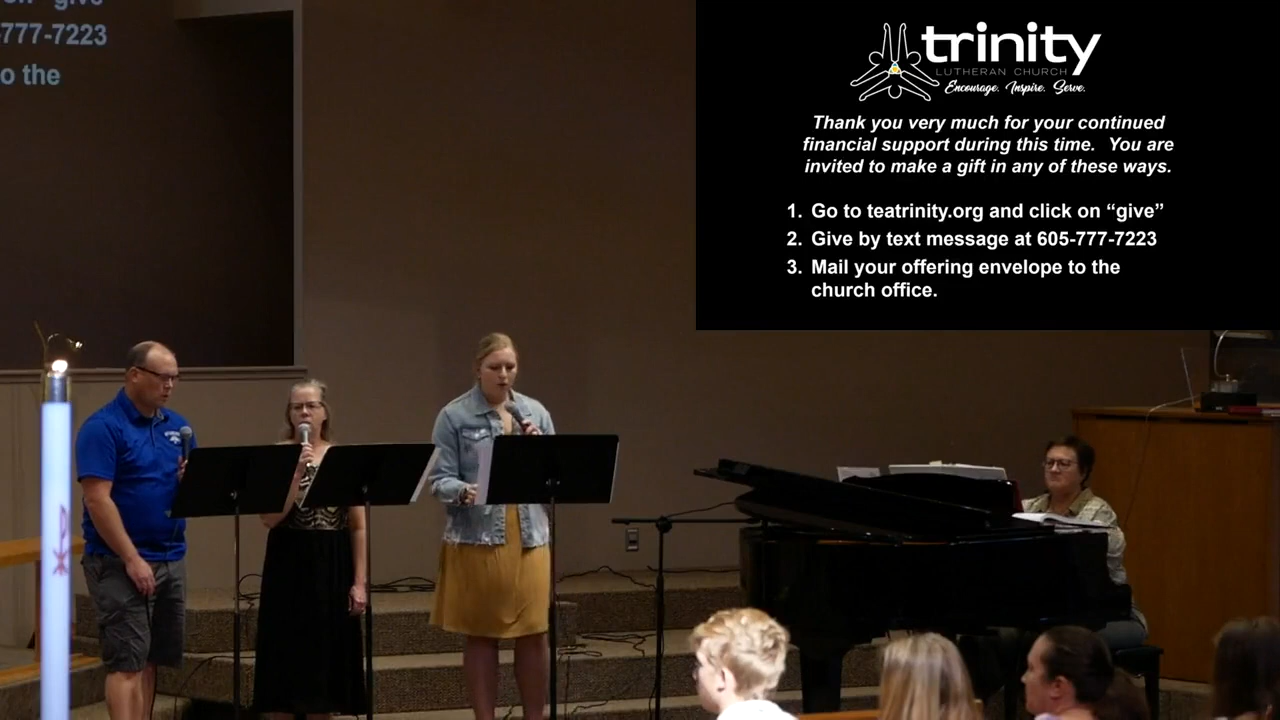 on "give"
-777-7223
o the
trinity
LUTHERAN CHURCH
Encourage. Inspire. Serve.
Thank you very much for your continued
financial support during this time. You are
invited to make a gift in any of these ways.
1. Go to teatrinity.org and click on “give”
2. Give by text message at 605-777-7223
3. Mail your offering envelope to the
church office.